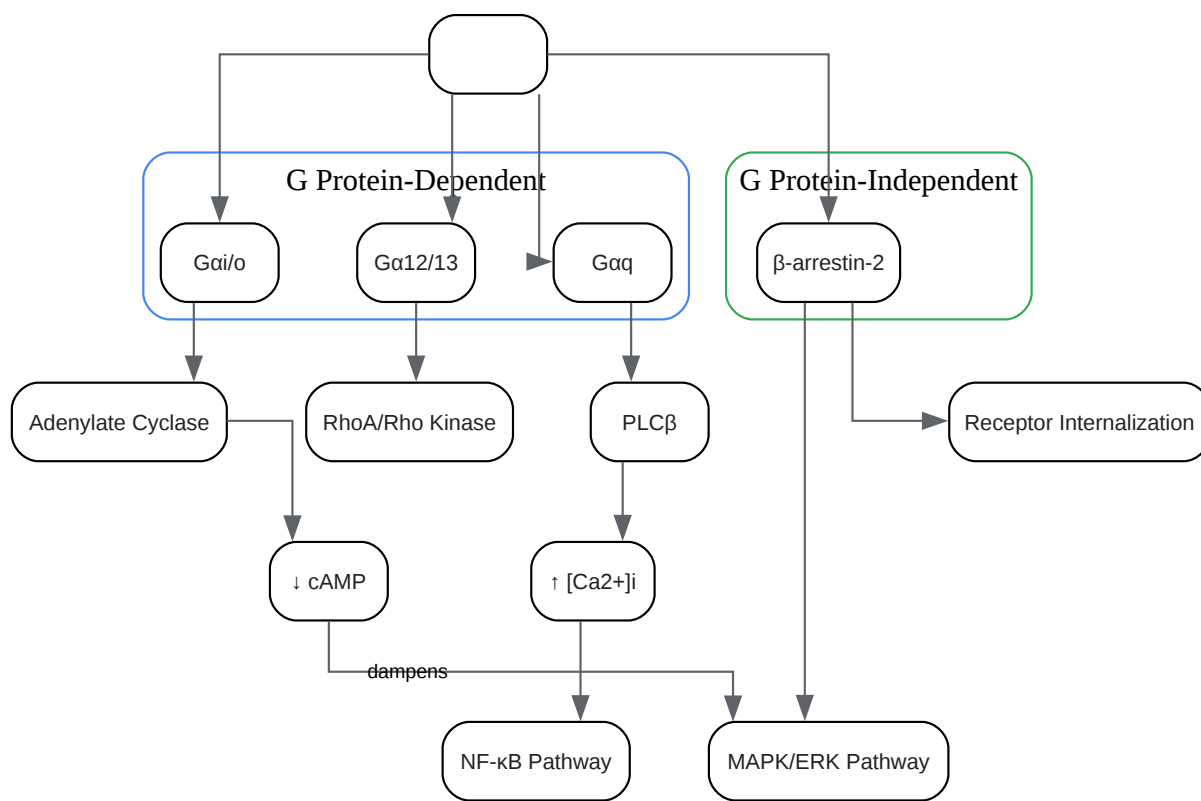 G Protein-Dependent
G Protein-Independent
Gαi/o
Gα12/13
Gαq
β-arrestin-2
Adenylate Cyclase
RhoA/Rho Kinase
PLCβ
Receptor Internalization
↓ cAMP
↑ [Ca2+]i
dampens
NF-κB Pathway
MAPK/ERK Pathway